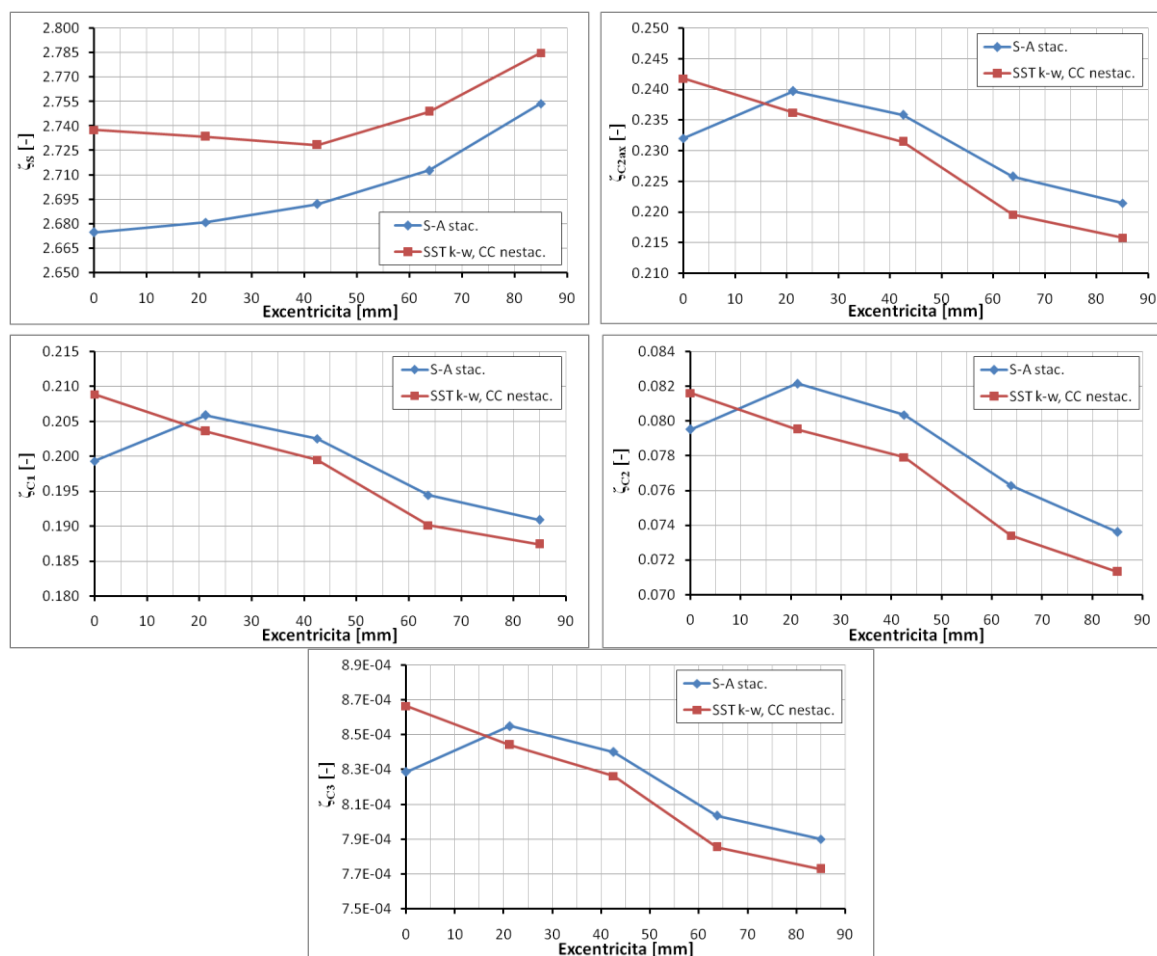 2.800
2.785
2.770
2.755
2.740
2.725
2.710
2.695
2.680
2.665
2.650
ζS [-]
S-A stac.
SST k-w, CC nestac.
0 10 20 30 40 50 60 70 80 90
Excentricita [mm]
0.250
0.245
0.240
0.235
0.230
0.225
0.220
0.215
0.210
ζC2ax [-]
S-A stac.
SST k-w, CC nestac.
0 10 20 30 40 50 60 70 80 90
Excentricita [mm]
0.215
0.210
0.205
0.200
0.195
0.190
0.185
0.180
ζC1 [-]
S-A stac.
SST k-w, CC nestac.
0 10 20 30 40 50 60 70 80 90
Excentricita [mm]
0.084
0.082
0.080
0.078
0.076
0.074
0.072
0.070
ζC2 [-]
S-A stac.
SST k-w, CC nestac.
0 10 20 30 40 50 60 70 80 90
Excentricita [mm]
8.9E-04
8.7E-04
8.5E-04
8.3E-04
8.1E-04
7.9E-04
7.7E-04
7.5E-04
ζC3 [-]
S-A stac.
SST k-w, CC nestac.
0 10 20 30 40 50 60 70 80 90
Excentricita [mm]